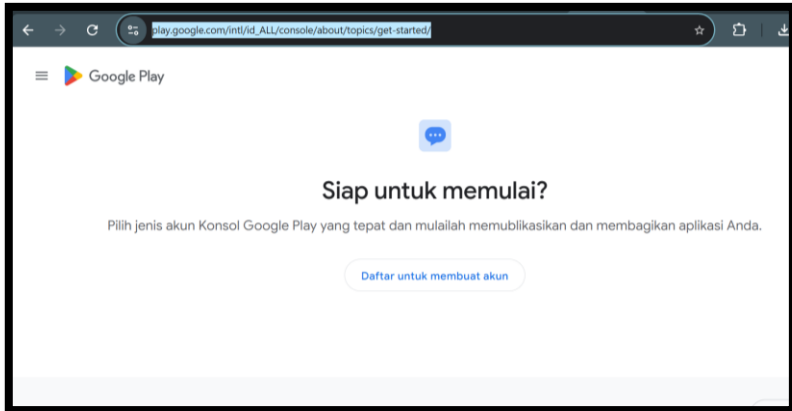 play.google.com/intl/id_ALL/console/about/topics/get-started/
Google Play
Siap untuk memulai?
Pilih jenis akun Konsol Google Play yang tepat dan mulailah memublikasikan dan membagikan aplikasi Anda.
Daftar untuk membuat akun